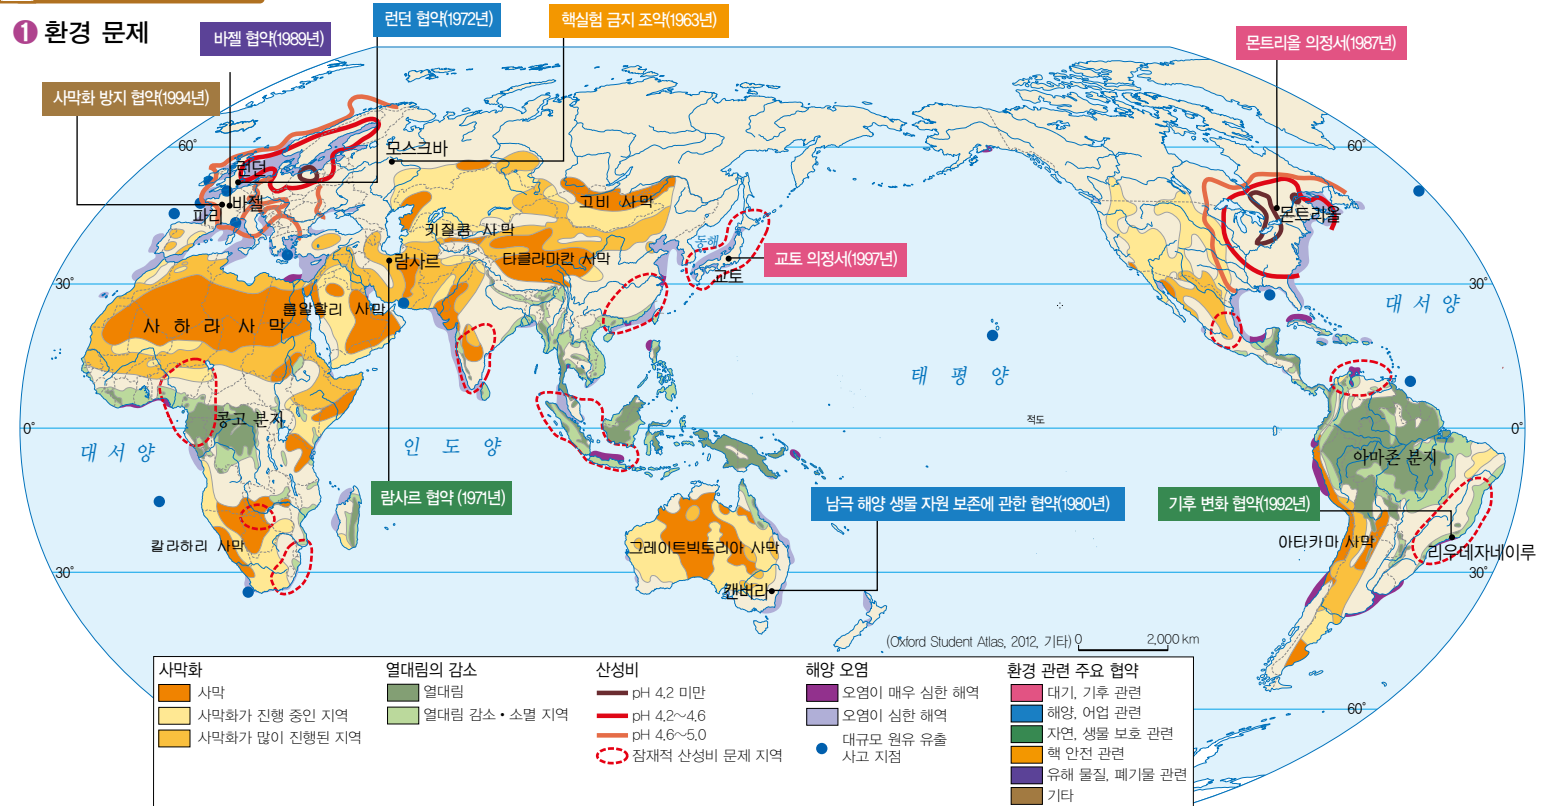 ❶ 환경 문제
바젤 협약(1989년)
런던 협약(1972년)
핵실험 금지 조약(1963년)
몬트리올 의정서(1987년)
사막화 방지 협약(1994년)
60°
60°
모스크바
런던
바젤
파리
고비 사막
키질쿰 사막
타클라마칸 사막
람사르
동해
교토
교토 의정서(1997년)
몬트리올
30°
30°
룹알할리 사막
사하라 사막
대서양
태평양
적도
콩고 분지
0°
0°
대서양
인도양
아마존 분지
람사르 협약 (1971년)
남극 해양 생물 자원 보존에 관한 협약(1980년)
기후 변화 협약(1992년)
칼라하리 사막
그레이트빅토리아 사막
아타카마 사막
리우데자네이루
30°
30°
캔버라
(Oxford Student Atlas, 2012, 기타)
0 2,000 km
60°
사막화
사막
사막화가 진행 중인 지역
사막화가 많이 진행된 지역
열대림의 감소
열대림
열대림 감소·소멸 지역
산성비
pH 4.2 미만
pH 4.2~4.6
pH 4.6~5.0
잠재적 산성비 문제 지역
해양 오염
오염이 매우 심한 해역
오염이 심한 해역
대규모 원유 유출
사고 지점
환경 관련 주요 협약
대기, 기후 관련
해양, 어업 관련
자연, 생물 보호 관련
핵 안전 관련
유해 물질, 폐기물 관련
기타